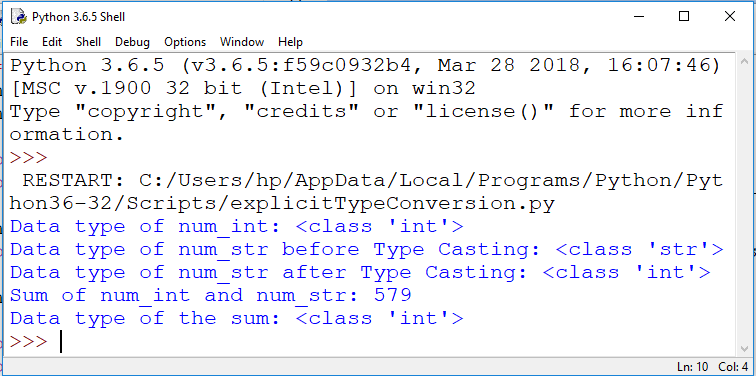 Python 3.6.5 Shell
File Edit Shell Debug Options Window Help
Python 3.6.5 (v3.6.5:f59c0932b4, Mar 28 2018, 16:07:46)
[MSC v.1900 32 bit (Intel)] on win32
Type "copyright", "credits" or "license()" for more inf
ormation.
>>>
RESTART: C:/Users/hp/AppData/Local/Programs/Python/Pyt
hon36-32/Scripts/explicitTypeConversion.py
Data type of num_int: <class 'int'>
Data type of num_str before Type Casting: <class 'str'>
Data type of num_str after Type Casting: <class 'int'>
Sum of num_int and num_str: 579
Data type of the sum: <class 'int'>
>>>
Ln: 10 Col: 4